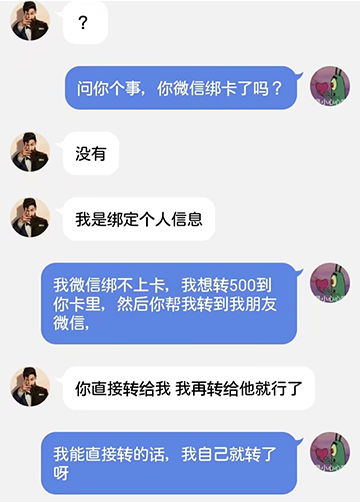 ？
问你个事，你微信绑卡了吗？
没有
我是绑定个人信息
我微信绑不上卡，我想转500到
你卡里，然后你帮我转到我朋友
微信，
你直接转给我 我再转给他就行了
我能直接转的话，我自己就转了
呀